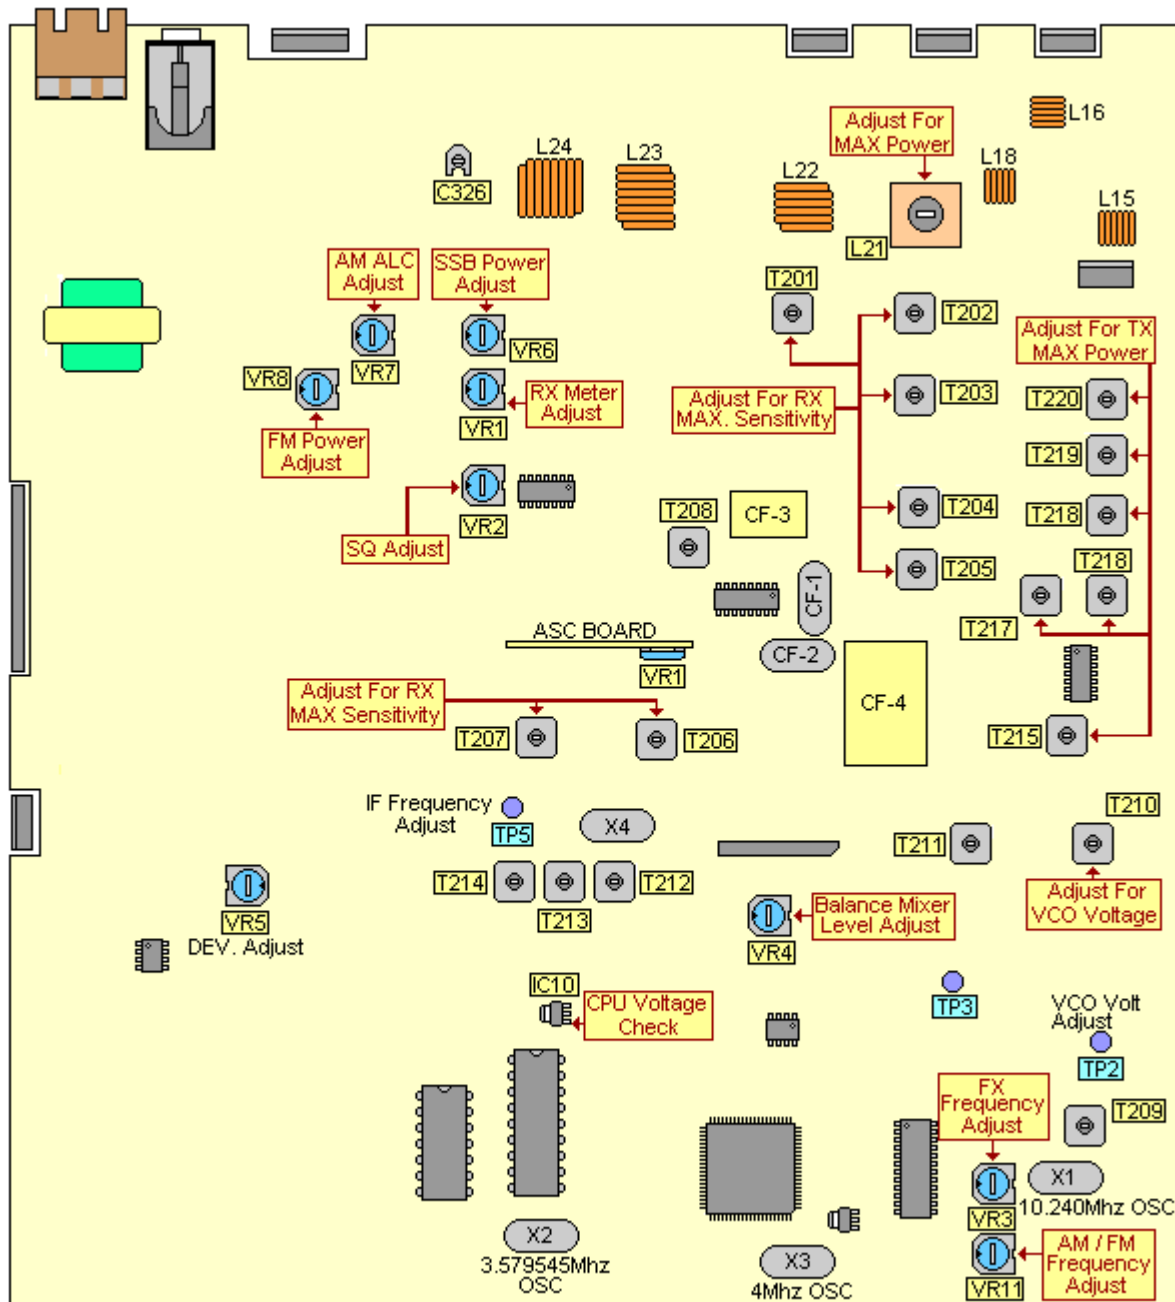 Adjust For
MAX Power
L16
L24
L23
L22
L18
L15
C326
L21
AM ALC
Adjust
SSB Power
Adjust
T201
T202
VR6
VR7
VR8
Adjust For TX
MAX Power
RX Meter
Adjust
VR1
Adjust For RX
MAX. Sensitivity
T203
T220
FM Power
Adjust
T219
VR2
SQ Adjust
T208
CF-3
T204
T218
T205
T218
CF-1
T217
ASC BOARD
CF-2
VR1
CF-4
Adjust For RX
MAX Sensitivity
T207
T206
T215
IF Frequency
Adjust
TP5
X4
T210
T211
T214
T213
T212
Adjust For
VCO Voltage
VR5
DEV. Adjust
Balance Mixer
Level Adjust
VR4
IC10
CPU Voltage
Check
TP3
VCO Volt
Adjust
TP2
FX
Frequency
Adjust
T209
X1
10.240Mhz OSC
VR3
X2
3.579545Mhz
OSC
X3
4Mhz OSC
AM / FM
Frequency
Adjust
VR11